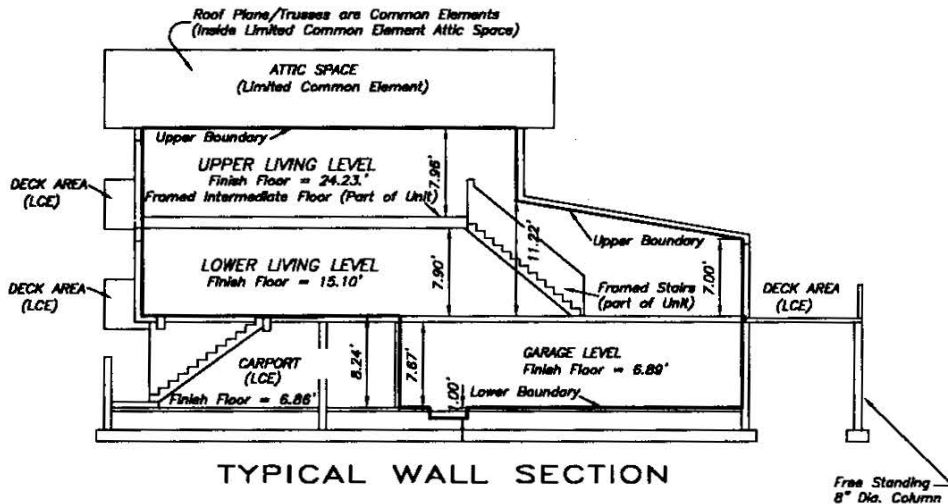 Roof Plane/Trusses are Common Elements
(Inside Limited Common Element Attic Space)
ATTIC SPACE
(Limited Common Element)
Upper Boundary
UPPER LIVING LEVEL
Finish Floor = 24.23.'
Framed Intermediate Floor (Part of Unit)
7.96'
DECK AREA
(LCE)
11.22'
Upper Boundary
LOWER LIVING LEVEL
Finish Floor = 15.10'
7.90'
Framed Stairs
(part of Unit)
7.00'
DECK AREA
(LCE)
DECK AREA
(LCE)
CARPORT
(LCE)
Finish Floor = 6.86'
8.24'
7.67'
1.00'
GARAGE LEVEL
Finish Floor = 6.89'
Lower Boundary
TYPICAL WALL SECTION
Free Standing
8" Dia. Column